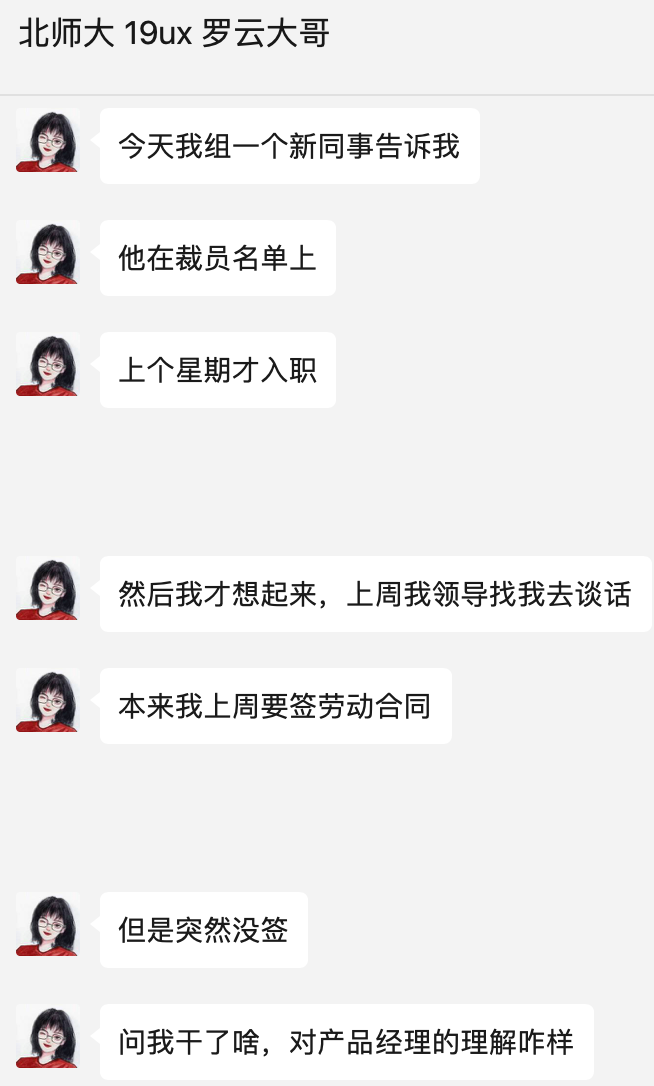 北师大 19ux 罗云大哥
今天我组一个新同事告诉我
他在裁员名单上
上个星期才入职
然后我才想起来，上周我领导找我去谈话
本来我上周要签劳动合同
但是突然没签
问我干了啥，对产品经理的理解咋样